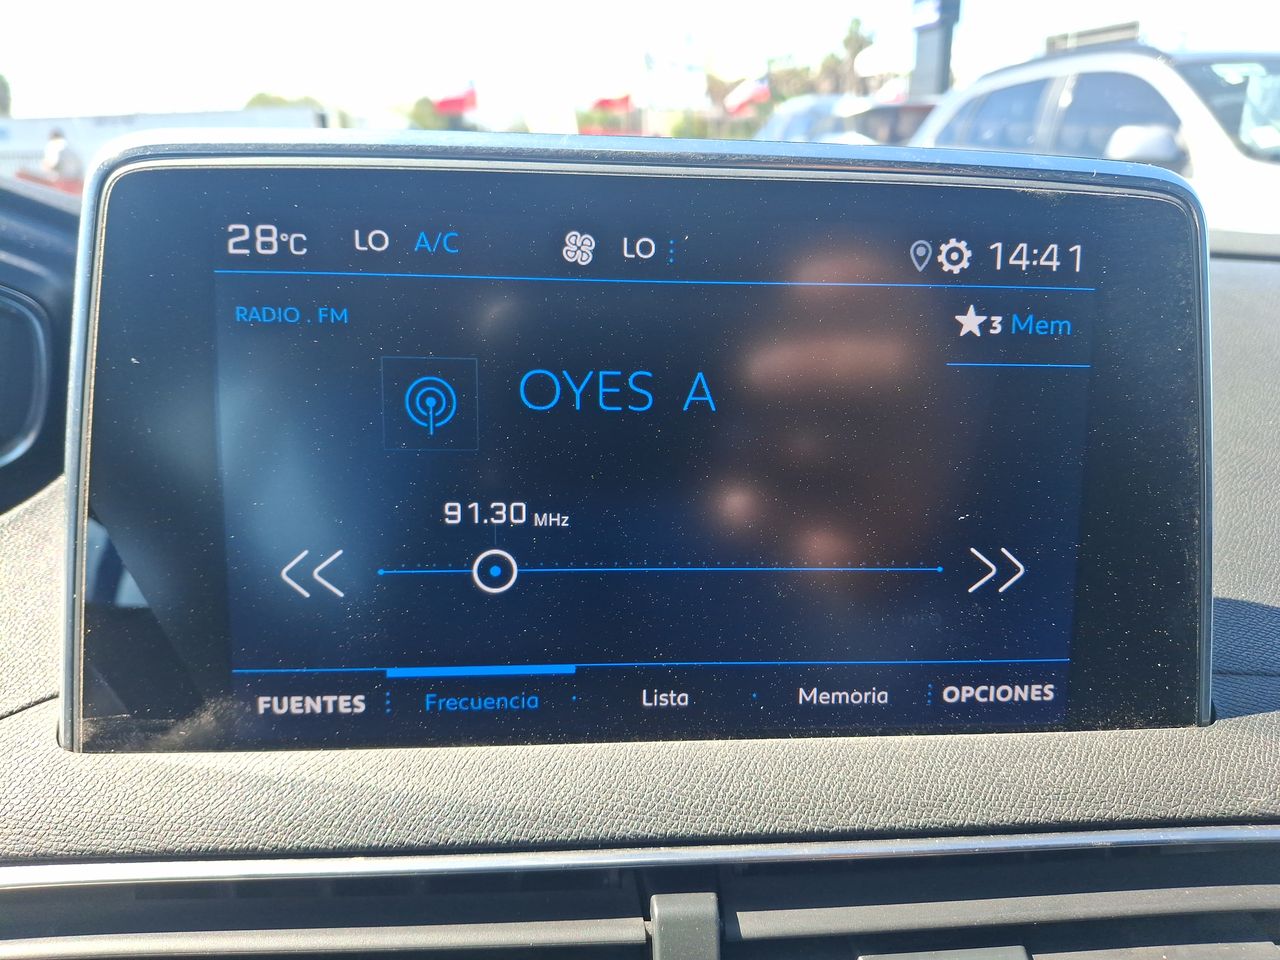 28°C LO A/C LO 14:41
RADIO . FM
3 Mem
OYES A
91.30 MHz
FUENTES Frecuencia Lista Memoria OPCIONES